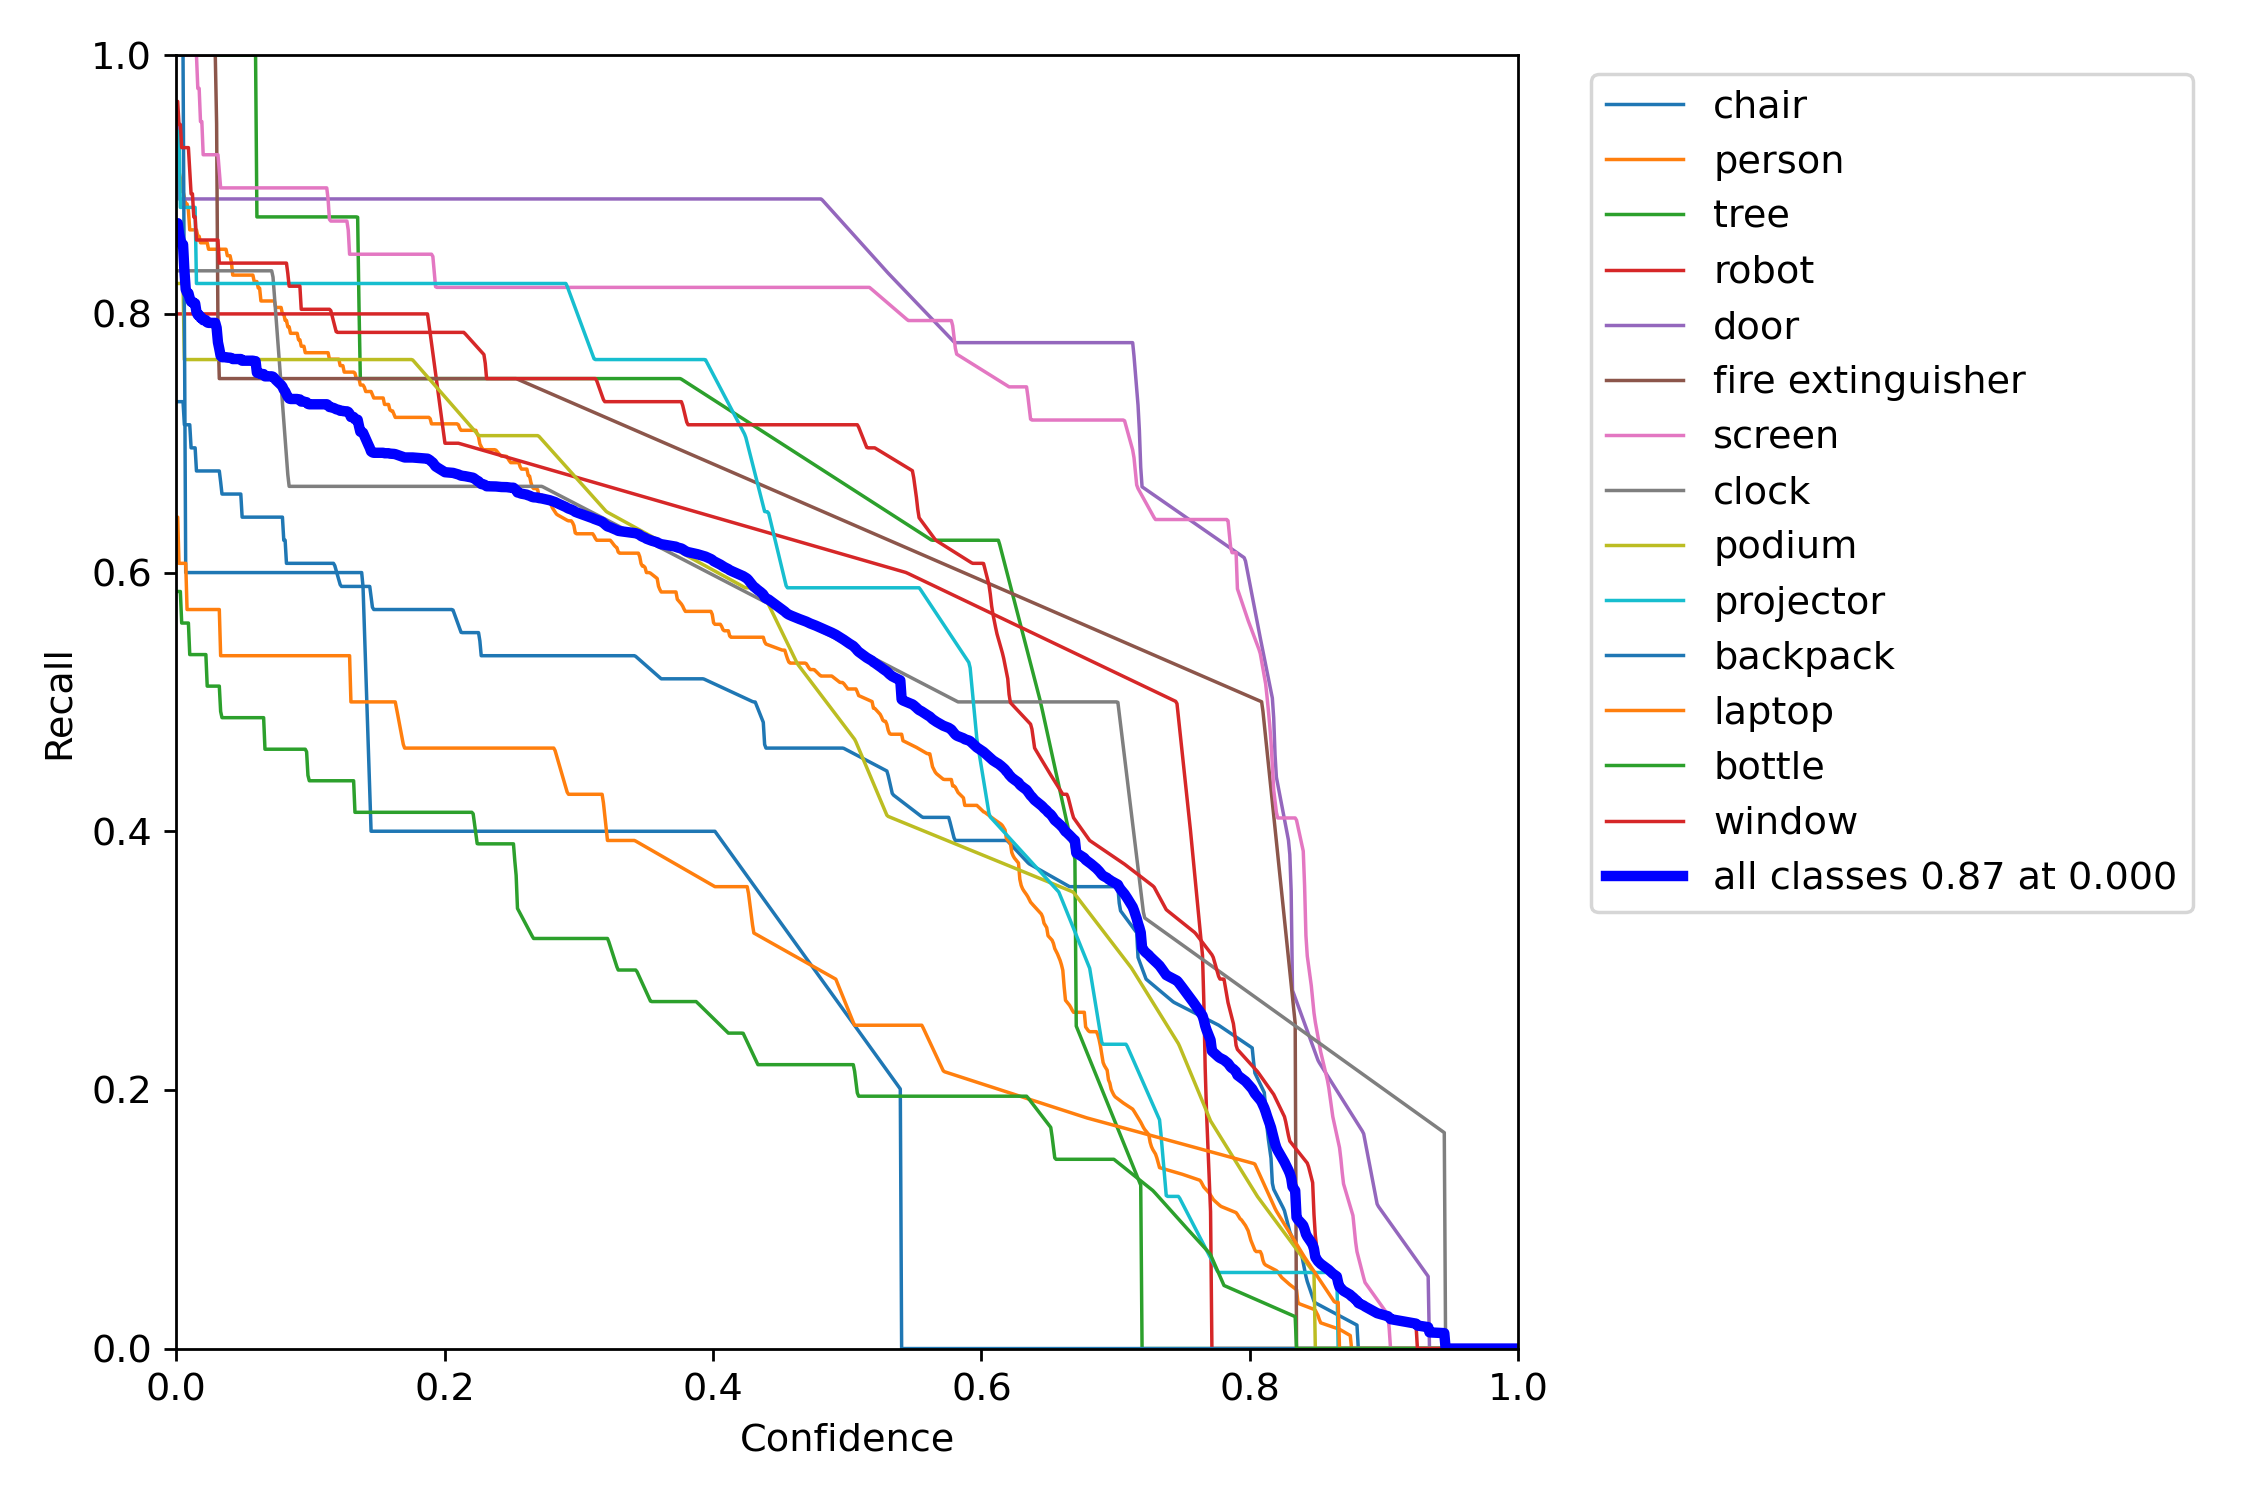 1.0
0.8
0.6
0.4
0.2
0.0
Recall
0.0 0.2 0.4 0.6 0.8 1.0
Confidence
chair
person
tree
robot
door
fire extinguisher
screen
clock
podium
projector
backpack
laptop
bottle
window
all classes 0.87 at 0.000